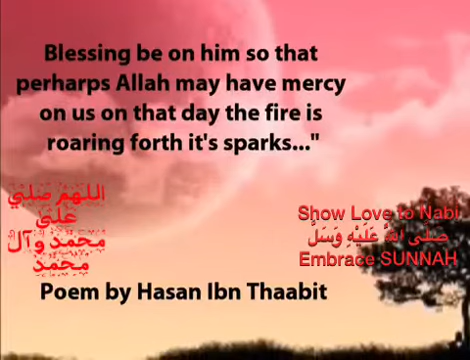 Blessing be on him so that
perharps Allah may have mercy
on us on that day the fire is
roaring forth it's sparks..."
اللهم صلي
على
محمد وآل
محمد
Show Love to Nabi
صلى الله عليه وسل
Embrace SUNNAH
Poem by Hasan Ibn Thaabit